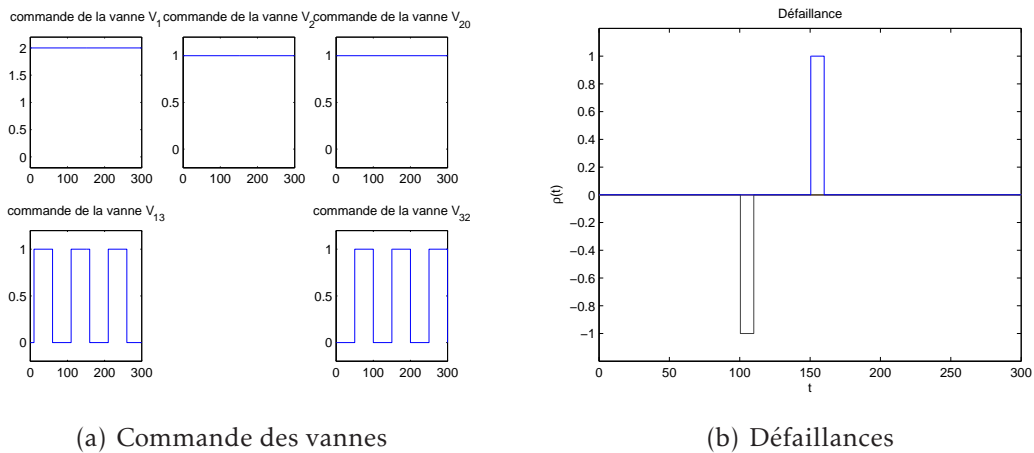 commande de la vanne V1
commande de la vanne V2
commande de la vanne V20
2
1.5
1
0.5
0
0 100 200 300
1
0.5
0
0 100 200 300
1
0.5
0
0 100 200 300
commande de la vanne V13
commande de la vanne V32
1
0.5
0
0 100 200 300
1
0.5
0
0 100 200 300
(a) Commande des vannes
Défaillance
1
0.8
0.6
0.4
0.2
0
−0.2
−0.4
−0.6
−0.8
−1
ρ(t)
0 50 100 150 200 250 300
t
(b) Défaillances